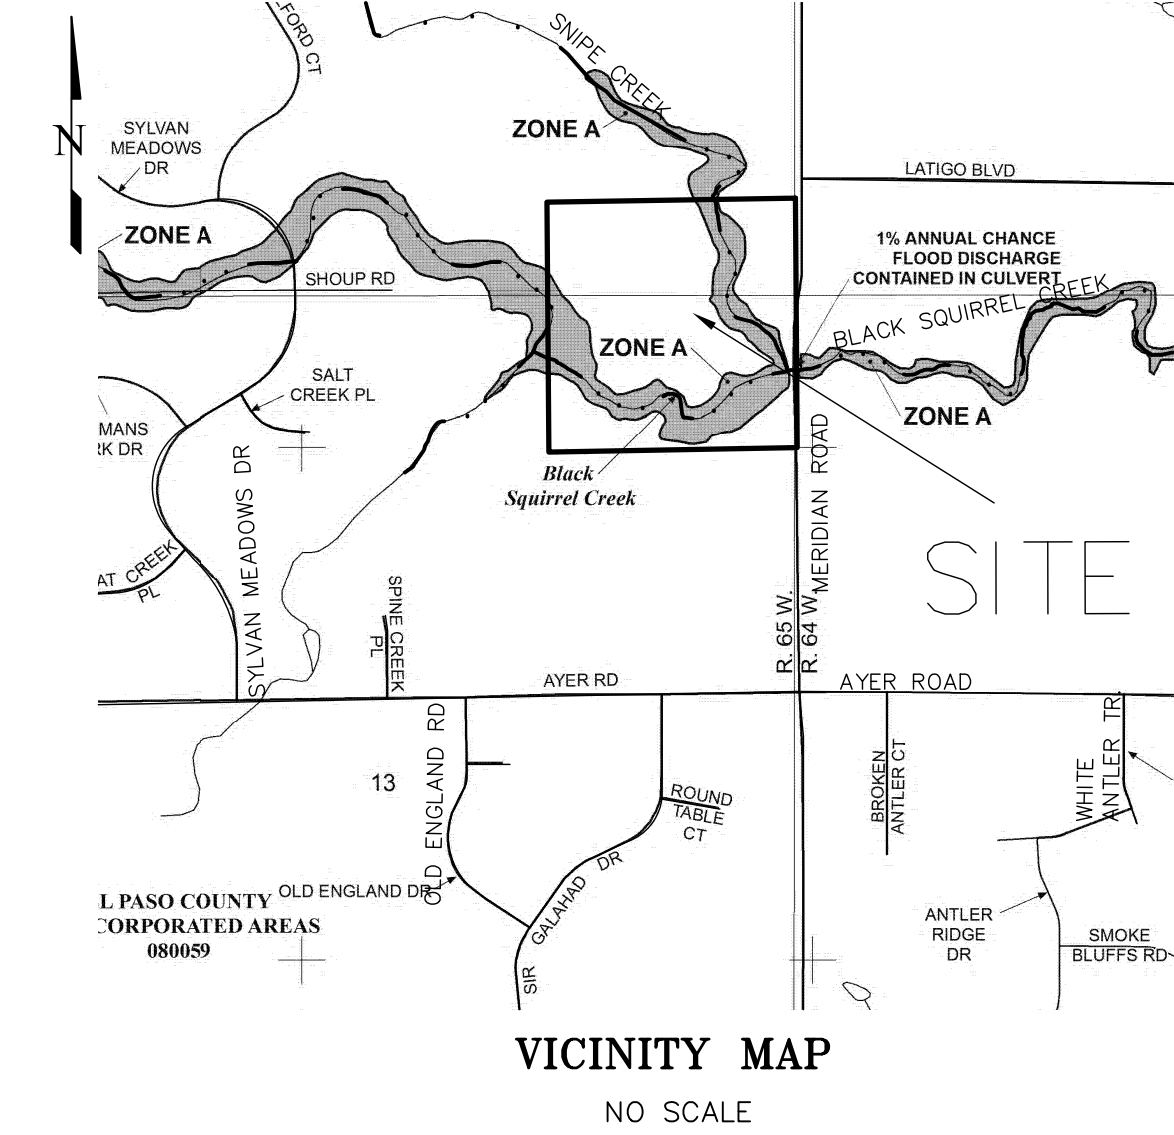 LFORD CT
SNIPE CREEK
N
SYLVAN
MEADOWS
DR
ZONE A
LATIGO BLVD
ZONE A
1% ANNUAL CHANCE
FLOOD DISCHARGE
CONTAINED IN CULVERT
SHOUP RD
BLACK SQUIRREL CREEK
ZONE A
SALT
CREEK PL
ZONE A
MANS
RK DR
Black
Squirrel Creek
MERIDIAN ROAD
SYLVAN MEADOWS DR
SITE
AT CREEK
PL
SPINE CREEK
PL
R. 65 W.
R. 64 W.
AYER RD
AYER ROAD
OLD ENGLAND RD
13
ROUND
TABLE
CT
BROKEN
ANTLER CT
WHITE
ANTLER TR.
OLD ENGLAND DR
SIR GALAHAD DR
L PASO COUNTY
CORPORATED AREAS
080059
ANTLER
RIDGE
DR
SMOKE
BLUFFS RD
VICINITY MAP
NO SCALE